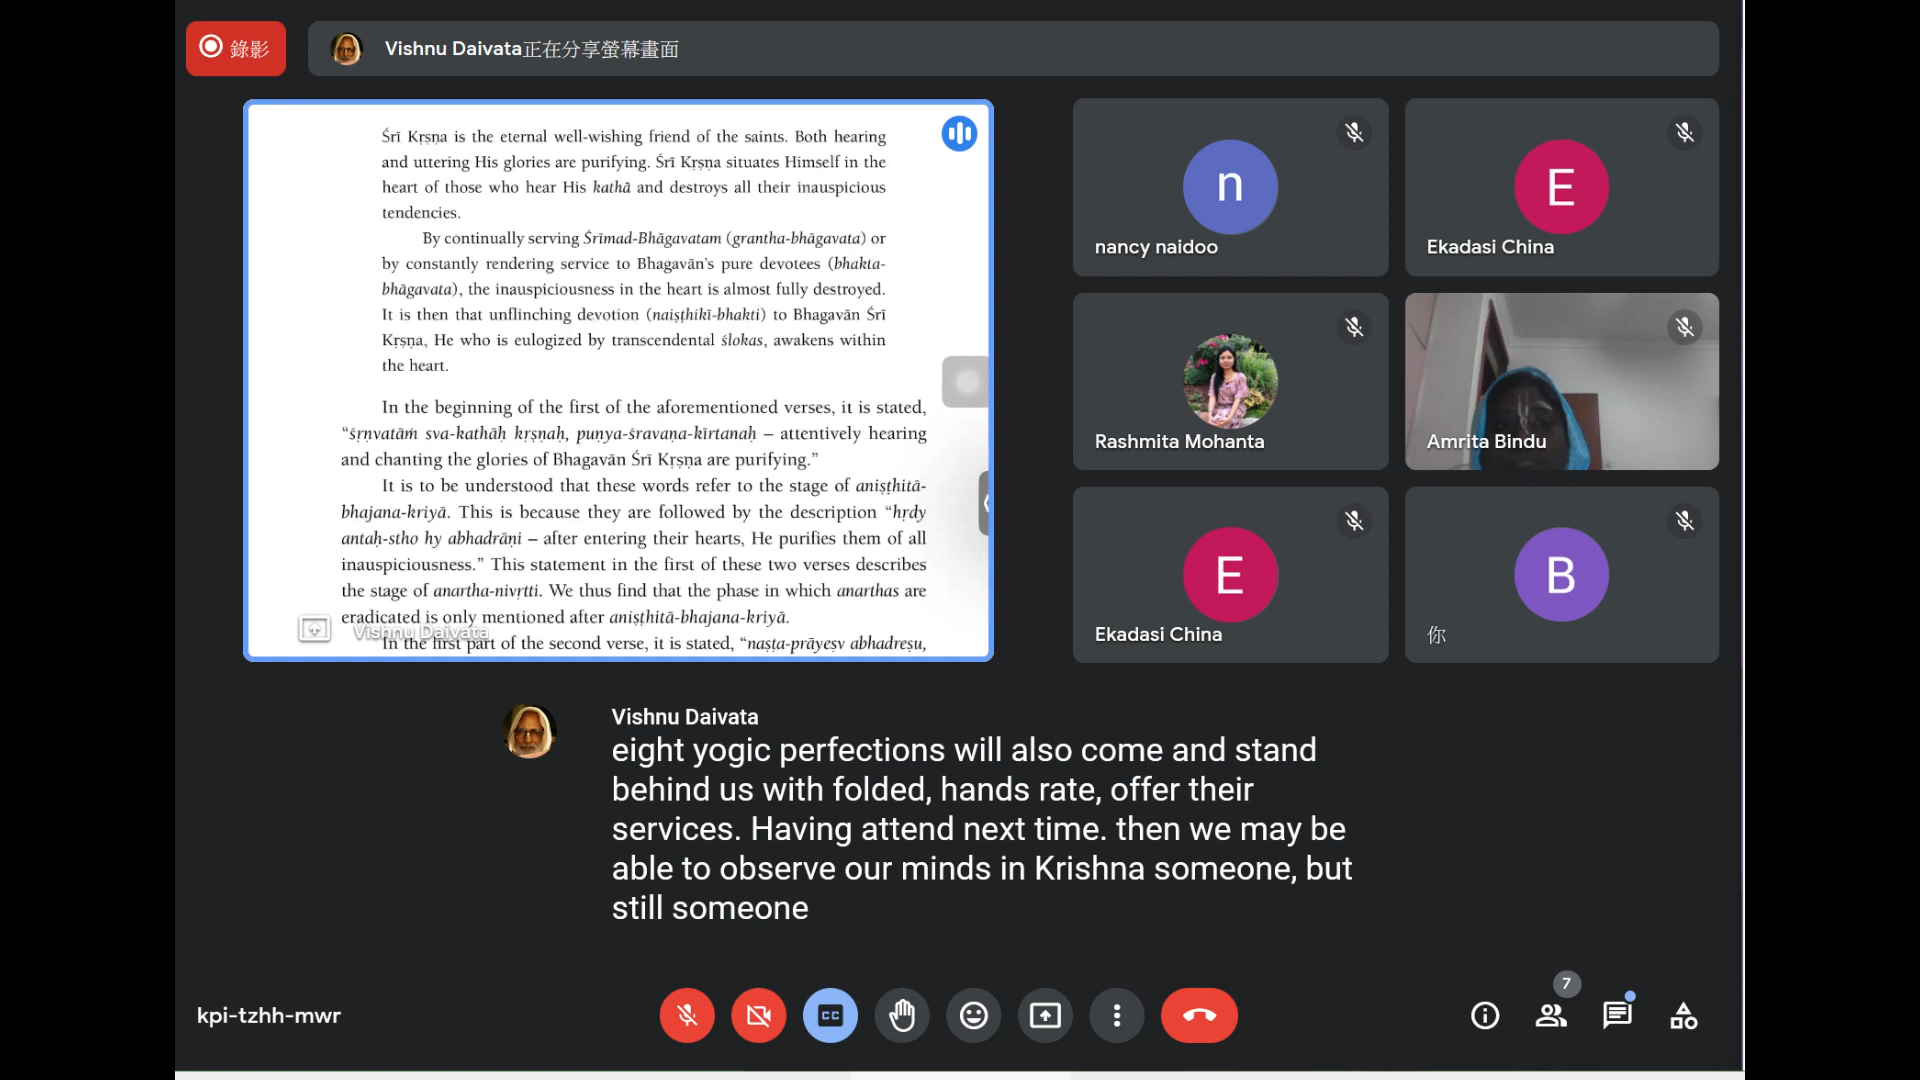 錄影
Vishnu Daivata正在分享螢幕畫面
Śrī Kṛṣṇa is the eternal well-wishing friend of the saints. Both hearing
and uttering His glories are purifying. Śrī Kṛṣṇa situates Himself in the
heart of those who hear His kathā and destroys all their inauspicious
tendencies.
By continually serving Śrīmad-Bhāgavatam (grantha-bhāgavata) or
by constantly rendering service to Bhagavān’s pure devotees (bhakta-
bhāgavata), the inauspiciousness in the heart is almost fully destroyed.
It is then that unflinching devotion (naiṣṭhikī-bhakti) to Bhagavān Śrī
Kṛṣṇa, He who is eulogized by transcendental ślokas, awakens within
the heart.
In the beginning of the first of the aforementioned verses, it is stated,
“śṛṇvatāṁ sva-kathāḥ kṛṣṇaḥ, puṇya-śravaṇa-kīrtanaḥ – attentively hearing
and chanting the glories of Bhagavān Śrī Kṛṣṇa are purifying.”
It is to be understood that these words refer to the stage of aniṣṭhitā-
bhajana-kriyā. This is because they are followed by the description “hṛdy
antaḥ-stho hy abhadrāṇi – after entering their hearts, He purifies them of all
inauspiciousness.” This statement in the first of these two verses describes
the stage of anartha-nivṛtti. We thus find that the phase in which anarthas are
eradicated is only mentioned after aniṣṭhitā-bhajana-kriyā.
In the first part of the second verse, it is stated, “naṣṭa-prāyeṣv abhadreṣu,
Vishnu Daivata
n
nancy naidoo
E
Ekadasi China
Rashmita Mohanta
Amrita Bindu
E
Ekadasi China
B
你
Vishnu Daivata
eight yogic perfections will also come and stand
behind us with folded, hands rate, offer their
services. Having attend next time. then we may be
able to observe our minds in Krishna someone, but
still someone
kpi-tzhh-mwr
CC
7